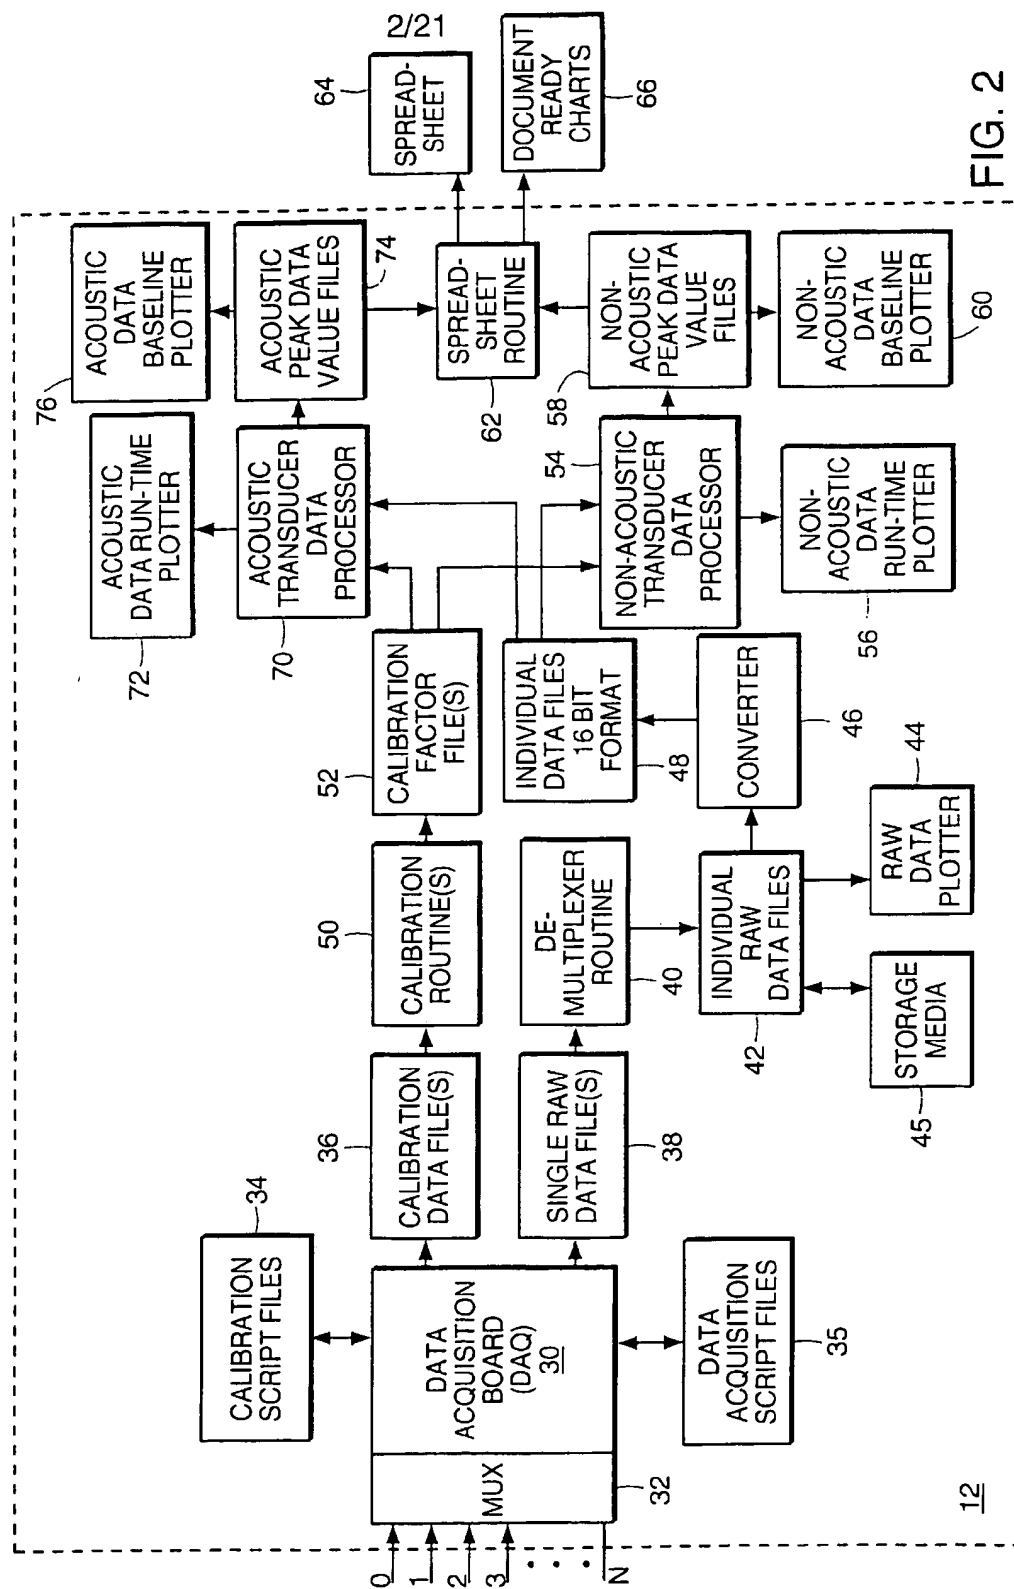 2/21
0
1
2
3
N
MUX
32
DATA
ACQUISITION
BOARD
(DAQ)
30
CALIBRATION
SCRIPT FILES
34
DATA
ACQUISITION
SCRIPT FILES
35
CALIBRATION
DATA FILE(S)
36
SINGLE RAW
DATA FILE(S)
38
CALIBRATION
ROUTINE(S)
50
DE-
MULTIPLEXER
ROUTINE
40
INDIVIDUAL
RAW
DATA FILES
42
STORAGE
MEDIA
45
RAW
DATA
PLOTTER
44
CONVERTER
46
CALIBRATION
FACTOR
FILE(S)
52
INDIVIDUAL
DATA FILES
16 BIT
FORMAT
48
ACOUSTIC
TRANSDUCER
DATA
PROCESSOR
70
ACOUSTIC
DATA RUN-TIME
PLOTTER
72
NON-ACOUSTIC
TRANSDUCER
DATA
PROCESSOR
54
NON-
ACOUSTIC
DATA
RUN-TIME
PLOTTER
56
ACOUSTIC
DATA
BASELINE
PLOTTER
76
ACOUSTIC
PEAK DATA
VALUE FILES
74
SPREAD-
SHEET
ROUTINE
62
NON-
ACOUSTIC
PEAK DATA
VALUE
FILES
58
NON-
ACOUSTIC
DATA
BASELINE
PLOTTER
60
SPREAD-
SHEET
64
DOCUMENT
READY
CHARTS
66
12
FIG. 2